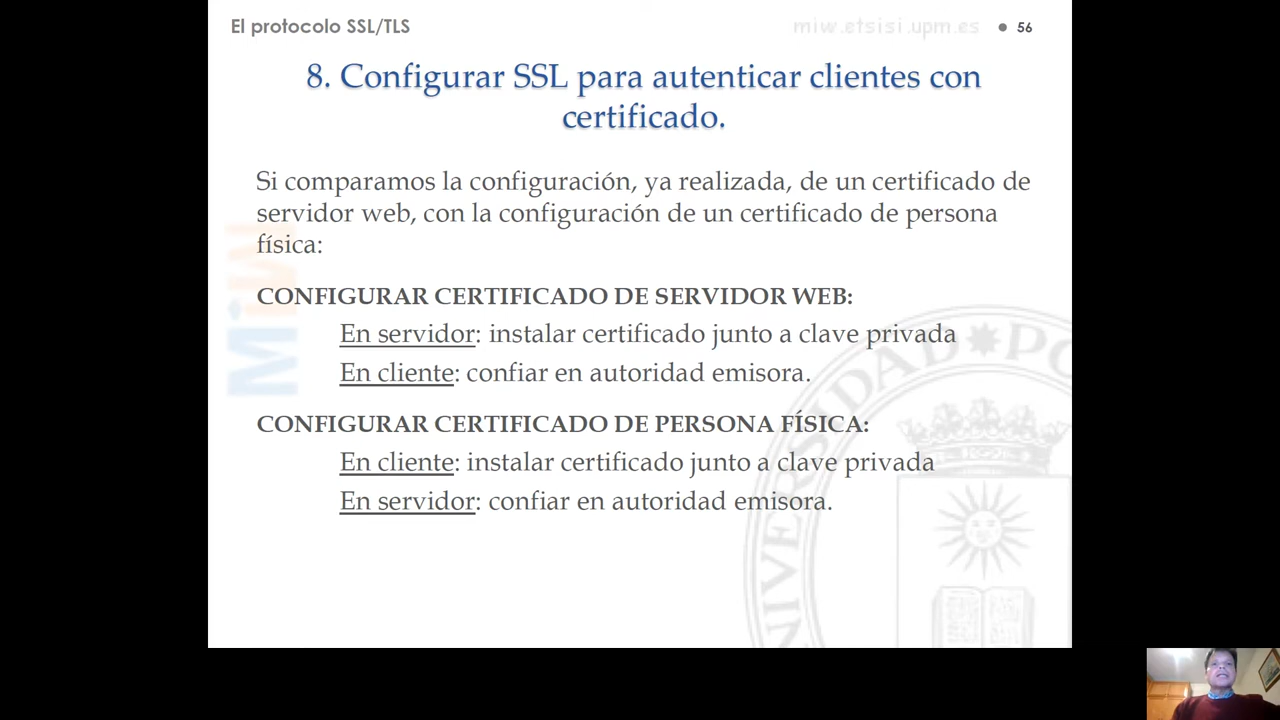 El protocolo SSL/TLS
miw.etsisi.upm.es
56
8. Configurar SSL para autenticar clientes con
certificado.
Si comparamos la configuración, ya realizada, de un certificado de
servidor web, con la configuración de un certificado de persona
física:
CONFIGURAR CERTIFICADO DE SERVIDOR WEB:
En servidor: instalar certificado junto a clave privada
En cliente: confiar en autoridad emisora.
CONFIGURAR CERTIFICADO DE PERSONA FÍSICA:
En cliente: instalar certificado junto a clave privada
En servidor: confiar en autoridad emisora.
MiW